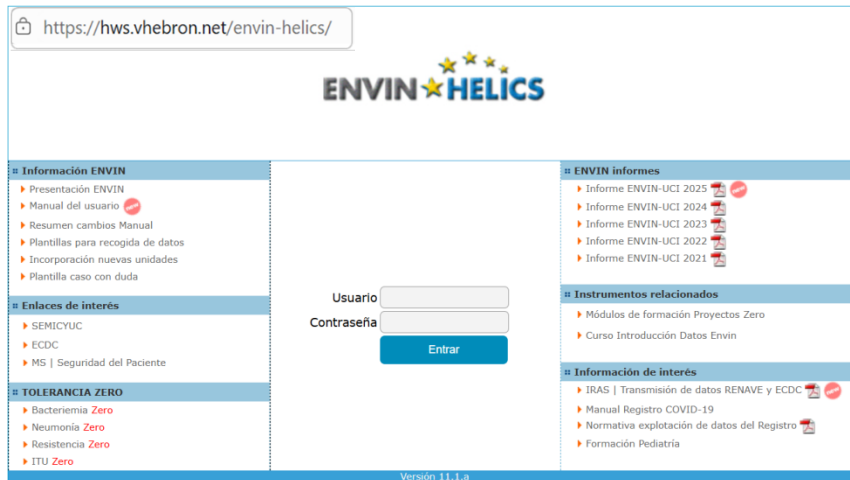 https://hws.vhebron.net/envin-helics/
ENVIN HELICS
Información ENVIN
Presentación ENVIN
Manual del usuario new
Resumen cambios Manual
Plantillas para recogida de datos
Incorporación nuevas unidades
Plantilla caso con duda
Enlaces de interés
SEMICYUC
ECDC
MS | Seguridad del Paciente
TOLERANCIA ZERO
Bacteriemia Zero
Neumonía Zero
Resistencia Zero
ITU Zero
Usuario
Contraseña
Entrar
ENVIN informes
Informe ENVIN-UCI 2025 new
Informe ENVIN-UCI 2024
Informe ENVIN-UCI 2023
Informe ENVIN-UCI 2022
Informe ENVIN-UCI 2021
Instrumentos relacionados
Módulos de formación Proyectos Zero
Curso Introducción Datos Envin
Información de interés
IRAS | Transmisión de datos RENAVE y ECDC new
Manual Registro COVID-19
Normativa explotación de datos del Registro
Formación Pediatría
Versión 11.1.a